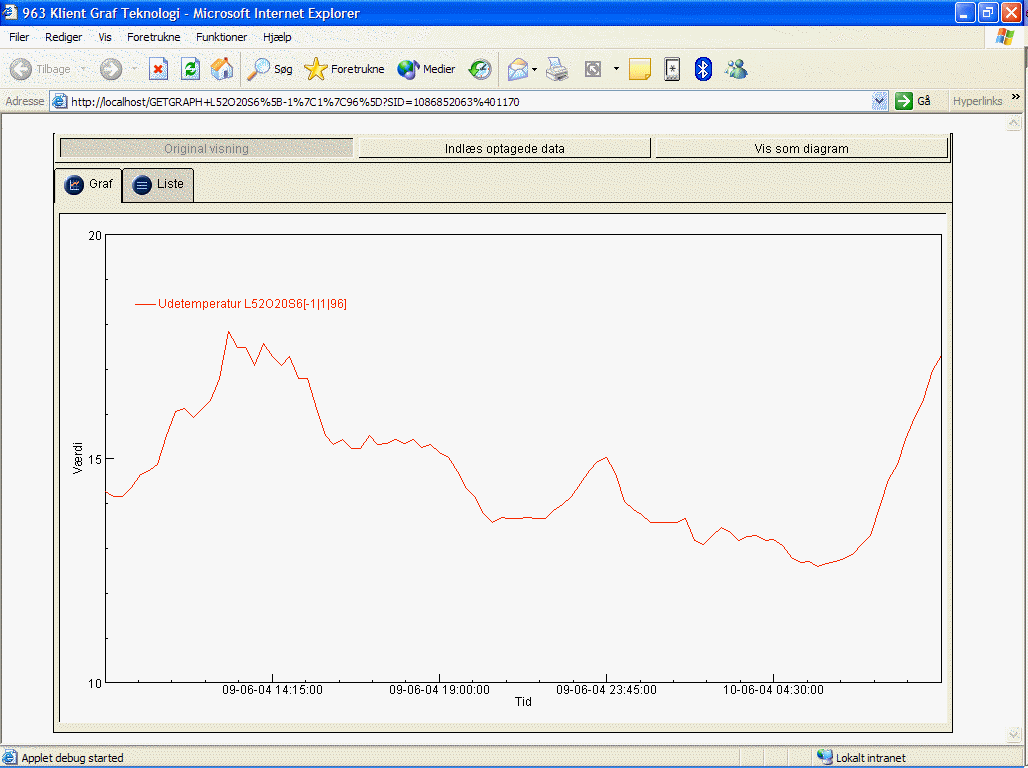 963 Klient Graf Teknologi - Microsoft Internet Explorer
Filer Rediger Vis Foretrukne Funktioner Hjælp
Tilbage Søg Foretrukne Medier
Adresse http://localhost/GETGRAPH+L52O20S6%5B-1%7C1%7C96%5D?SID=1086852063%401170 Gå Hyperlinks »
Original visning Indlæs optagede data Vis som diagram
Graf Liste
20
Udetemperatur L52O20S6[-1|1|96]
Værdi
15
10
09-06-04 14:15:00 09-06-04 19:00:00 09-06-04 23:45:00 10-06-04 04:30:00
Tid
Applet debug started Lokalt intranet